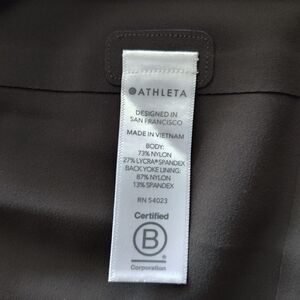 ATHLETA
DESIGNED IN
SAN FRANCISCO
MADE IN VIETNAM
BODY:
73% NYLON
27% LYCRA® SPANDEX
BACK YOKE LINING:
87% NYLON
13% SPANDEX
RN 54023
Certified
B
Corporation